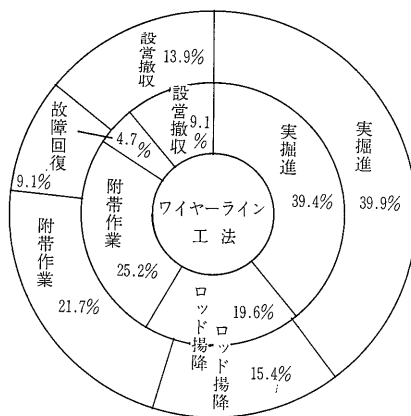 設営撤収
13.9%
設営撤収
9.1%
実掘進
39.4%
実掘進
39.9%
故障回復
9.1%
4.7%
附帯作業
25.2%
附帯作業
21.7%
ワイヤーライン
工法
19.6%
ロッド揚降
ロッド揚降
15.4%